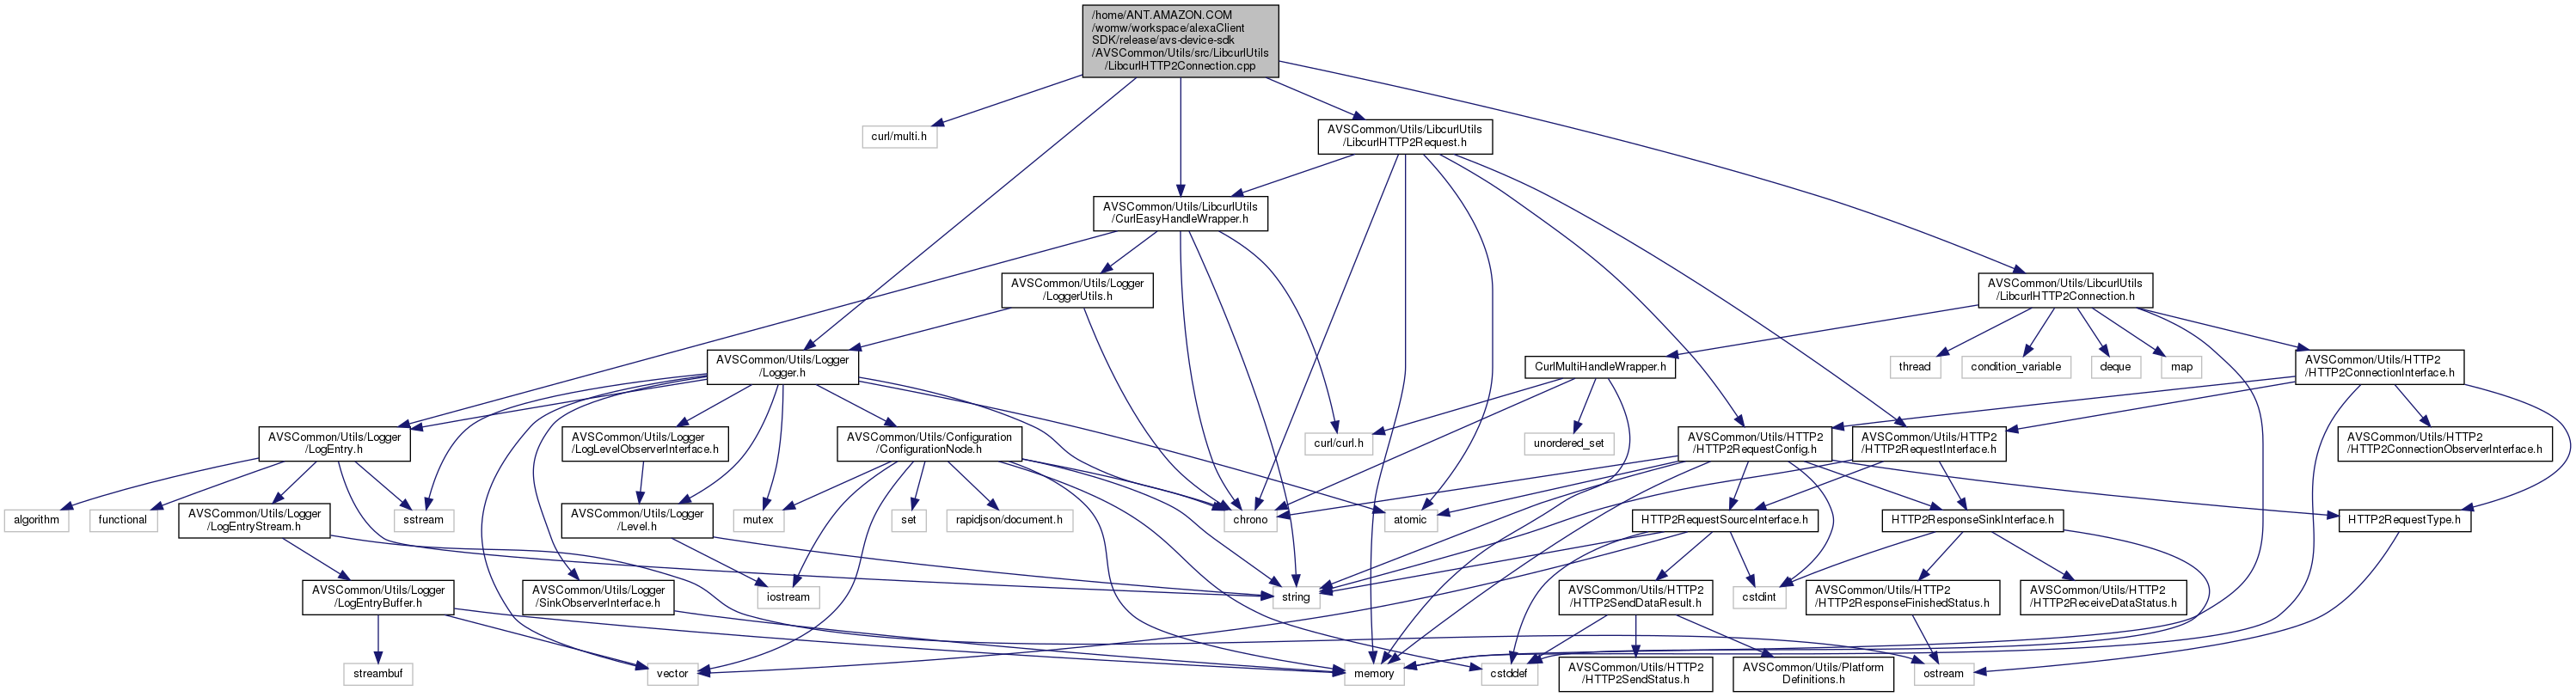 /home/ANT.AMAZON.COM
/womw/workspace/alexaClient
SDK/release/avs-device-sdk
/AVSCommon/Utils/src/LibcurlUtils
/LibcurlHTTP2Connection.cpp
curl/multi.h
AVSCommon/Utils/LibcurlUtils
/LibcurlHTTP2Request.h
AVSCommon/Utils/LibcurlUtils
/CurlEasyHandleWrapper.h
AVSCommon/Utils/Logger
/LoggerUtils.h
AVSCommon/Utils/LibcurlUtils
/LibcurlHTTP2Connection.h
AVSCommon/Utils/Logger
/Logger.h
CurlMultiHandleWrapper.h
thread
condition_variable
deque
map
AVSCommon/Utils/HTTP2
/HTTP2ConnectionInterface.h
AVSCommon/Utils/Logger
/LogEntry.h
AVSCommon/Utils/Logger
/LogLevelObserverInterface.h
AVSCommon/Utils/Configuration
/ConfigurationNode.h
curl/curl.h
unordered_set
AVSCommon/Utils/HTTP2
/HTTP2RequestConfig.h
AVSCommon/Utils/HTTP2
/HTTP2RequestInterface.h
AVSCommon/Utils/HTTP2
/HTTP2ConnectionObserverInterface.h
algorithm
functional
AVSCommon/Utils/Logger
/LogEntryStream.h
sstream
AVSCommon/Utils/Logger
/Level.h
mutex
set
rapidjson/document.h
chrono
atomic
HTTP2RequestSourceInterface.h
HTTP2ResponseSinkInterface.h
HTTP2RequestType.h
AVSCommon/Utils/Logger
/LogEntryBuffer.h
AVSCommon/Utils/Logger
/SinkObserverInterface.h
iostream
string
AVSCommon/Utils/HTTP2
/HTTP2SendDataResult.h
cstdint
AVSCommon/Utils/HTTP2
/HTTP2ResponseFinishedStatus.h
AVSCommon/Utils/HTTP2
/HTTP2ReceiveDataStatus.h
streambuf
vector
memory
cstddef
AVSCommon/Utils/HTTP2
/HTTP2SendStatus.h
AVSCommon/Utils/Platform
Definitions.h
ostream